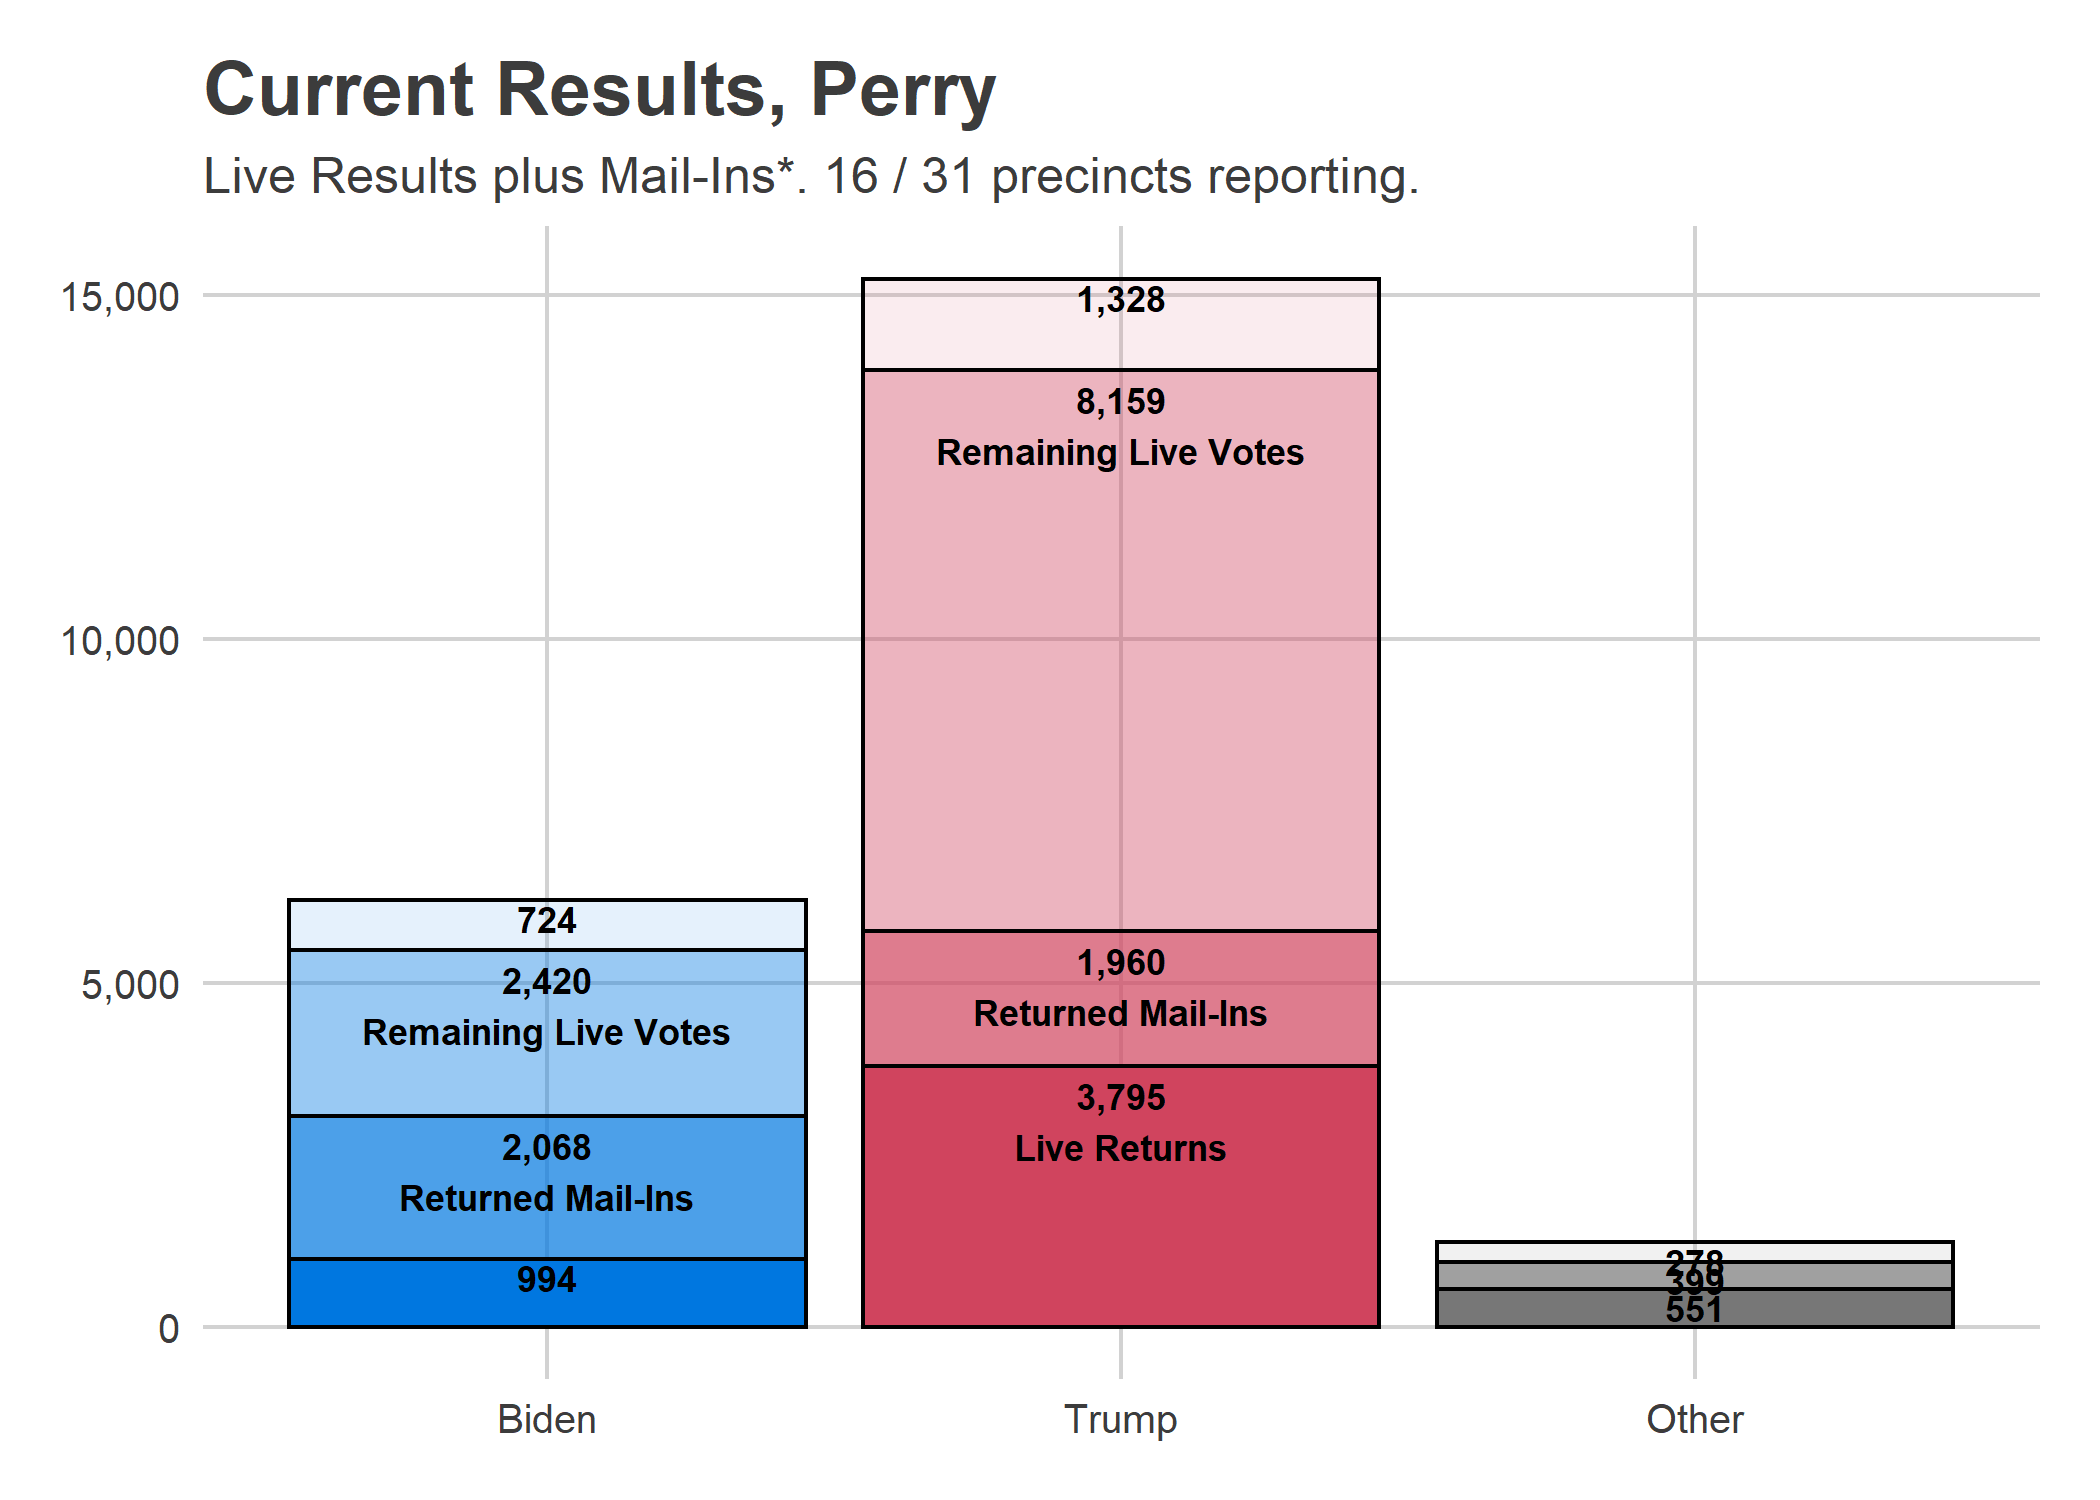 Current Results, Perry
Live Results plus Mail-Ins*. 16 / 31 precincts reporting.
15,000
10,000
5,000
0
724
2,420
Remaining Live Votes
2,068
Returned Mail-Ins
994
1,328
8,159
Remaining Live Votes
1,960
Returned Mail-Ins
3,795
Live Returns
278
399
551
Biden
Trump
Other